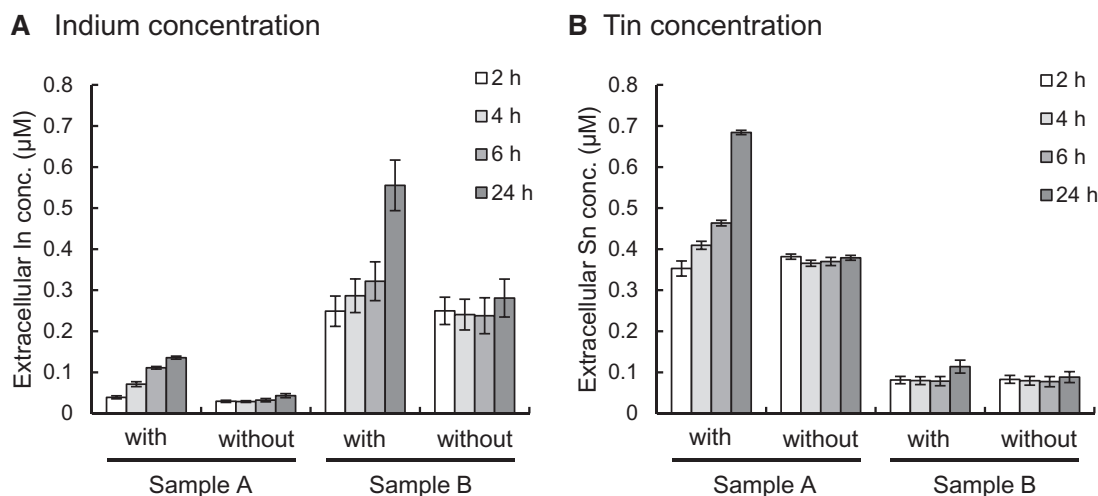 A Indium concentration
Extracellular In conc. (μM)
0.8
0.7
0.6
0.5
0.4
0.3
0.2
0.1
0
2 h
4 h
6 h
24 h
with without with without
Sample A Sample B
B Tin concentration
Extracellular Sn conc. (μM)
0.8
0.7
0.6
0.5
0.4
0.3
0.2
0.1
0
2 h
4 h
6 h
24 h
with without with without
Sample A Sample B